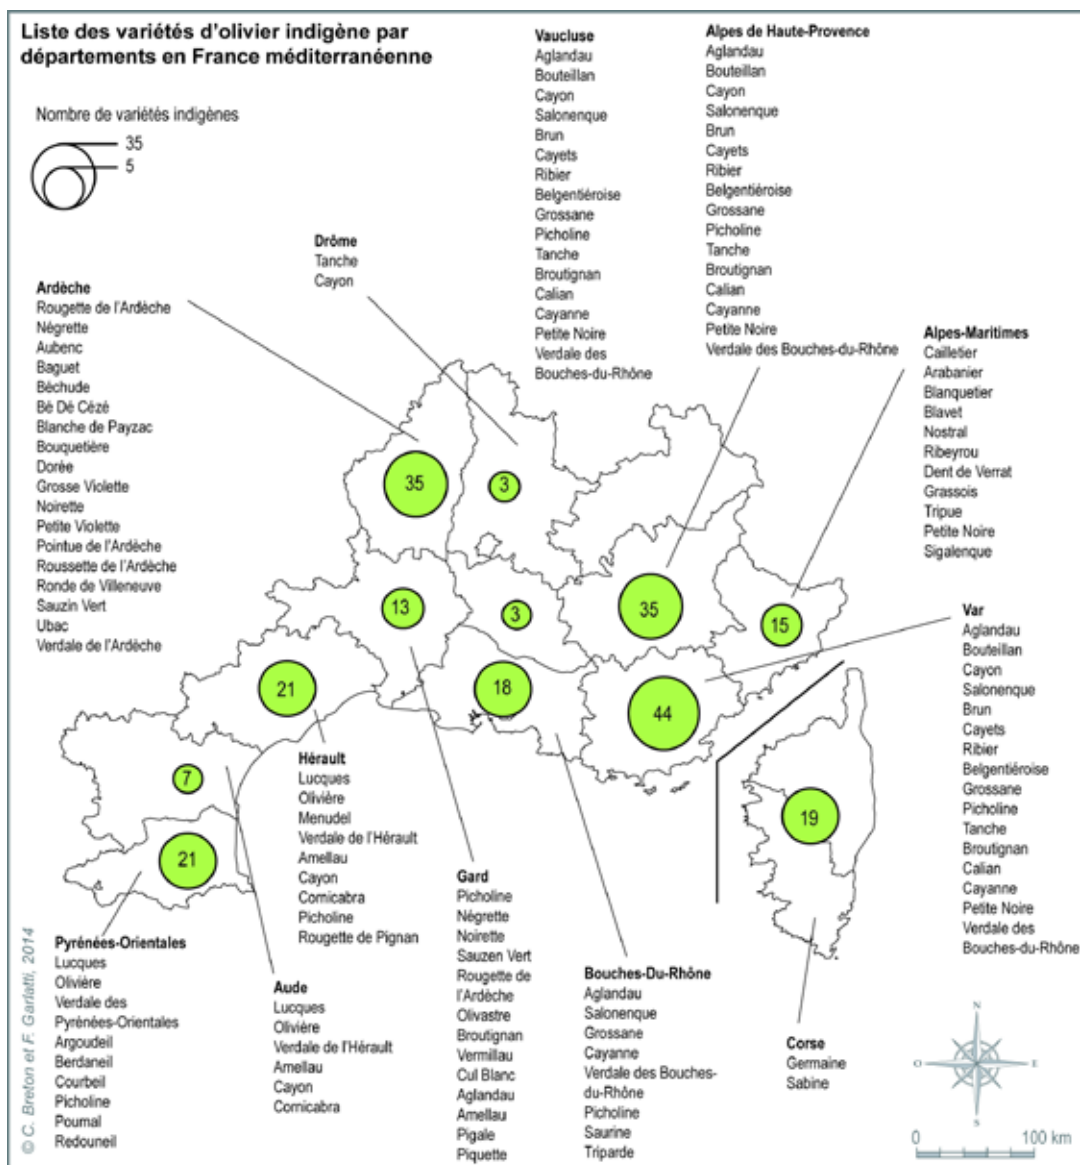 Liste des variétés d'olivier indigène par
départements en France méditerranéenne
Nombre de variétés indigènes
35
5
Vaucluse
Aglandau
Bouteillan
Cayon
Salonenque
Brun
Cayets
Ribier
Belgentiéroise
Grossane
Picholine
Tanche
Broutignan
Calian
Cayanne
Petite Noire
Verdale des
Bouches-du-Rhône
Alpes de Haute-Provence
Aglandau
Bouteillan
Cayon
Salonenque
Brun
Cayets
Ribier
Belgentiéroise
Grossane
Picholine
Tanche
Broutignan
Calian
Cayanne
Petite Noire
Verdale des Bouches-du-Rhône
Drôme
Tanche
Cayon
Ardèche
Rougette de l'Ardèche
Négrette
Aubenc
Baguet
Béchude
Bé Dé Cézé
Blanche de Payzac
Bouquetière
Dorée
Grosse Violette
Noirette
Petite Violette
Pointue de l'Ardèche
Roussette de l'Ardèche
Ronde de Villeneuve
Sauzin Vert
Ubac
Verdale de l'Ardèche
Alpes-Maritimes
Cailletier
Arabanier
Blanquetier
Blavet
Nostral
Ribeyrou
Dent de Verrat
Grassois
Tripue
Petite Noire
Sigalenque
35
3
13
3
35
15
21
18
44
7
21
19
Var
Aglandau
Bouteillan
Cayon
Salonenque
Brun
Cayets
Ribier
Belgentiéroise
Grossane
Picholine
Tanche
Broutignan
Calian
Cayanne
Petite Noire
Verdale des
Bouches-du-Rhône
Hérault
Lucques
Olivière
Menudel
Verdale de l'Hérault
Amellau
Cayon
Cornicabra
Picholine
Rougette de Pignan
Gard
Picholine
Négrette
Noirette
Sauzen Vert
Rougette de
l'Ardèche
Olivastre
Broutignan
Vermillau
Cul Blanc
Aglandau
Amellau
Pigale
Piquette
Pyrénées-Orientales
Lucques
Olivière
Verdale des
Pyrénées-Orientales
Argoudeil
Berdaneil
Courbeil
Picholine
Poumal
Redouneil
Aude
Lucques
Olivière
Verdale de l'Hérault
Amellau
Cayon
Cornicabra
Bouches-Du-Rhône
Aglandau
Salonenque
Grossane
Cayanne
Verdale des Bouches-
du-Rhône
Picholine
Saurine
Triparde
Corse
Germaine
Sabine
N
O
E
S
0 100 km
© C. Breton et F. Garlatti, 2014